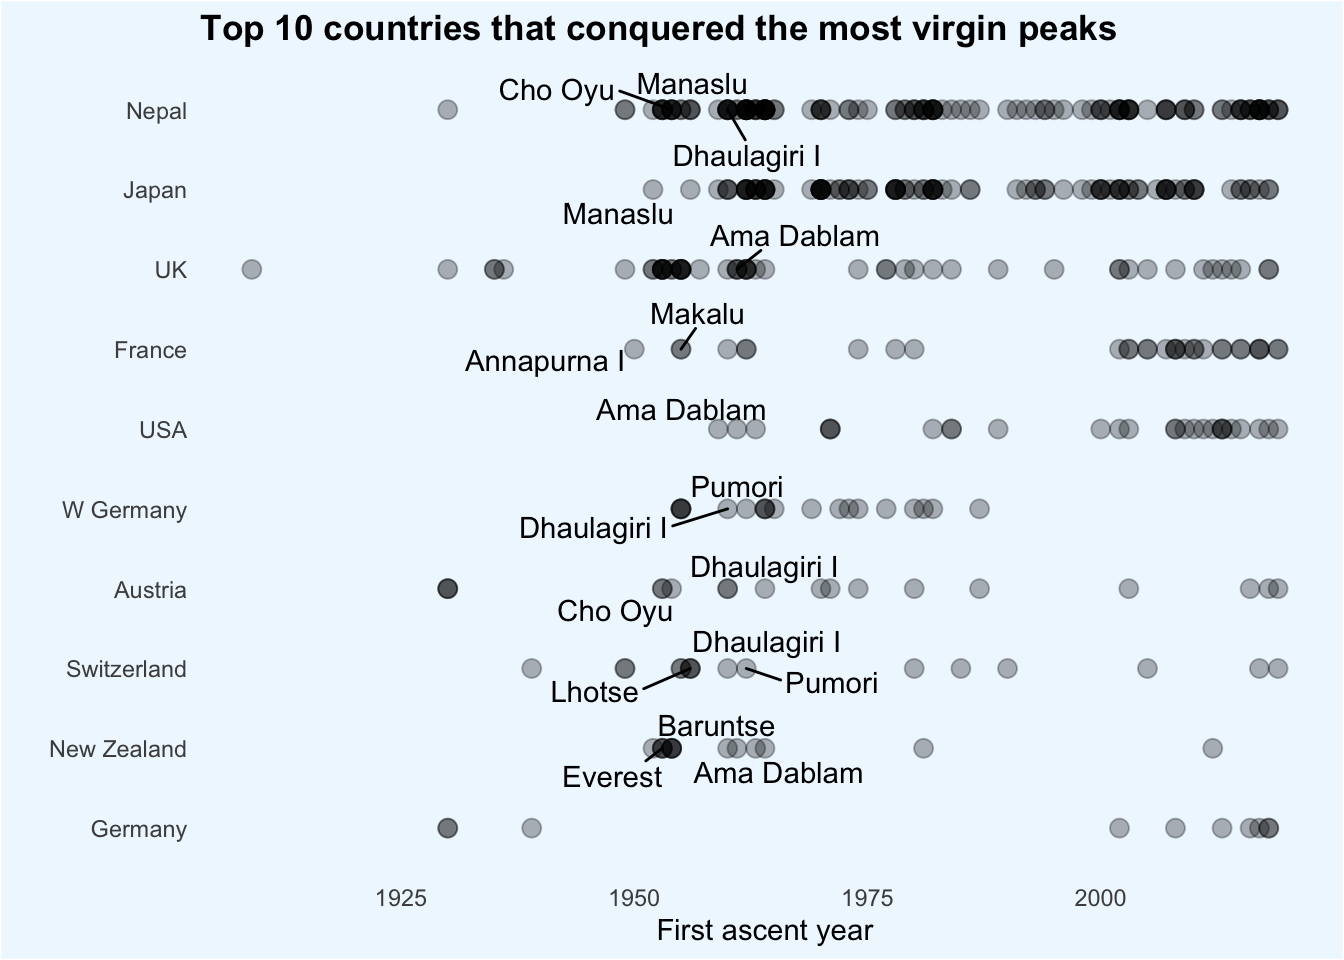 Top 10 countries that conquered the most virgin peaks
Manaslu
Cho Oyu
Nepal
Dhaulagiri I
Japan
Manaslu
Ama Dablam
UK
Makalu
France
Annapurna I
Ama Dablam
USA
Pumori
W Germany
Dhaulagiri I
Dhaulagiri I
Austria
Cho Oyu
Dhaulagiri I
Switzerland
Pumori
Lhotse
Baruntse
New Zealand
Everest
Ama Dablam
Germany
1925 1950 1975 2000
First ascent year